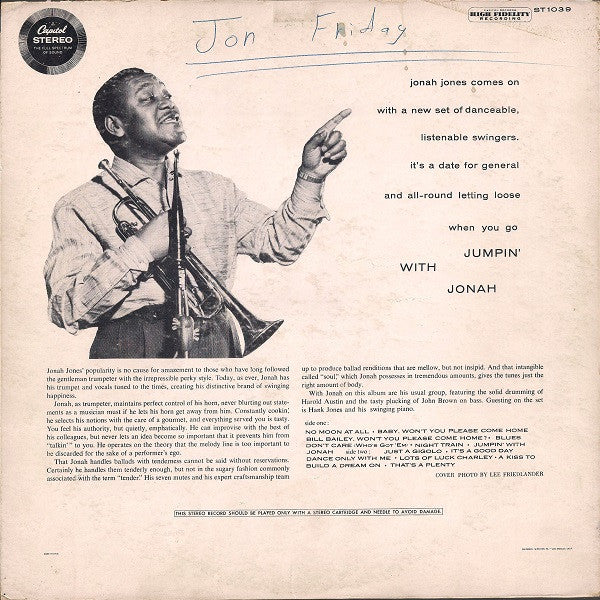 Capitol
STEREO
THE FULL SPECTRUM
OF SOUND
HIGH FIDELITY
RECORDING
ST1039
Jon Friday
jonah jones comes on
with a new set of danceable,
listenable swingers.
it's a date for general
and all-round letting loose
when you go
JUMPIN'
WITH
JONAH
Jonah Jones' popularity is no cause for amazement to those who have long followed
the gentleman trumpeter with the irrepressible perky style. Today, as ever, Jonah has
his trumpet and vocals tuned to the times, creating his distinctive brand of swinging
happiness.
Jonah, as trumpeter, maintains perfect control of his horn, never blurting out state-
ments as a musician must if he lets his horn get away from him. Constantly cookin',
he selects his notions with the care of a gourmet, and everything served you is tasty.
You feel his authority, but quietly, emphatically. He can improvise with the best of
his colleagues, but never lets an idea become so important that it prevents him from
"talkin'" to you. He operates on the theory that the melody line is too important to
be discarded for the sake of a performer's ego.
That Jonah handles ballads with tenderness cannot be said without reservations.
Certainly he handles them tenderly enough, but not in the sugary fashion commonly
associated with the term "tender." His seven mutes and his expert craftsmanship team
up to produce ballad renditions that are mellow, but not insipid. And that intangible
called "soul," which Jonah possesses in tremendous amounts, gives the tunes just the
right amount of body.
With Jonah on this album are his usual group, featuring the solid drumming of
Harold Austin and the tasty plucking of John Brown on bass. Guesting on the set
is Hank Jones and his swinging piano.
side one:
NO MOON AT ALL • BABY, WON'T YOU PLEASE COME HOME
BILL BAILEY, WON'T YOU PLEASE COME HOME? • BLUES
DON'T CARE (WHO'S GOT 'EM) • NIGHT TRAIN • JUMPIN' WITH
JONAH side two: JUST A GIGOLO • IT'S A GOOD DAY
DANCE ONLY WITH ME • LOTS OF LUCK CHARLEY • A KISS TO
BUILD A DREAM ON • THAT'S A PLENTY
COVER PHOTO BY LEE FRIEDLANDER
THIS STEREO RECORD SHOULD BE PLAYED ONLY WITH A STEREO CARTRIDGE AND NEEDLE TO AVOID DAMAGE.